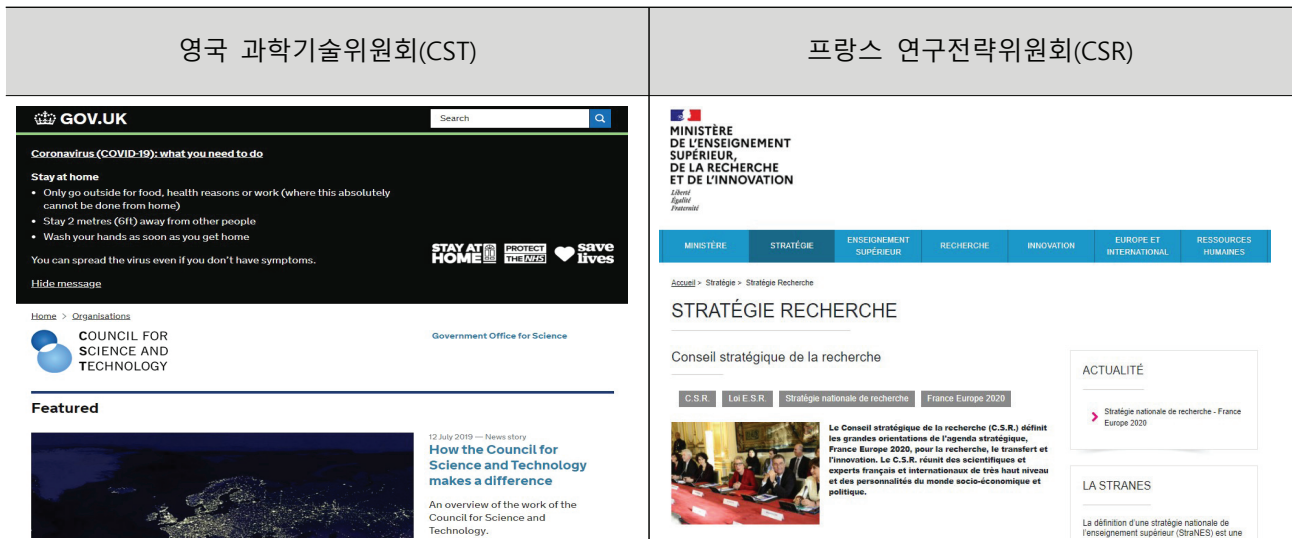 영국 과학기술위원회(CST)
프랑스 연구전략위원회(CSR)
GOV.UK
Search
Coronavirus (COVID-19): what you need to do
Stay at home
• Only go outside for food, health reasons or work (where this absolutely
cannot be done from home)
• Stay 2 metres (6ft) away from other people
• Wash your hands as soon as you get home
You can spread the virus even if you don't have symptoms.
STAY AT HOME
PROTECT THE NHS
save lives
Hide message
Home > Organisations
COUNCIL FOR
SCIENCE AND
TECHNOLOGY
Government Office for Science
Featured
12 July 2019 — News story
How the Council for
Science and Technology
makes a difference
An overview of the work of the
Council for Science and
Technology.
MINISTÈRE
DE L'ENSEIGNEMENT
SUPÉRIEUR,
DE LA RECHERCHE
ET DE L'INNOVATION
Liberté
Égalité
Fraternité
MINISTÈRE
STRATÉGIE
ENSEIGNEMENT SUPÉRIEUR
RECHERCHE
INNOVATION
EUROPE ET INTERNATIONAL
RESSOURCES HUMAINES
Accueil > Stratégie > Stratégie Recherche
STRATÉGIE RECHERCHE
Conseil stratégique de la recherche
C.S.R. Loi E.S.R. Stratégie nationale de recherche France Europe 2020
Le Conseil stratégique de la recherche (C.S.R.) définit
les grandes orientations de l'agenda stratégique,
France Europe 2020, pour la recherche, le transfert et
l'innovation. Le C.S.R. réunit des scientifiques et
experts français et internationaux de très haut niveau
et des personnalités du monde socio-économique et
politique.
ACTUALITÉ
Stratégie nationale de recherche - France
Europe 2020
LA STRANES
La définition d'une stratégie nationale de
l'enseignement supérieur (StraNES) est une